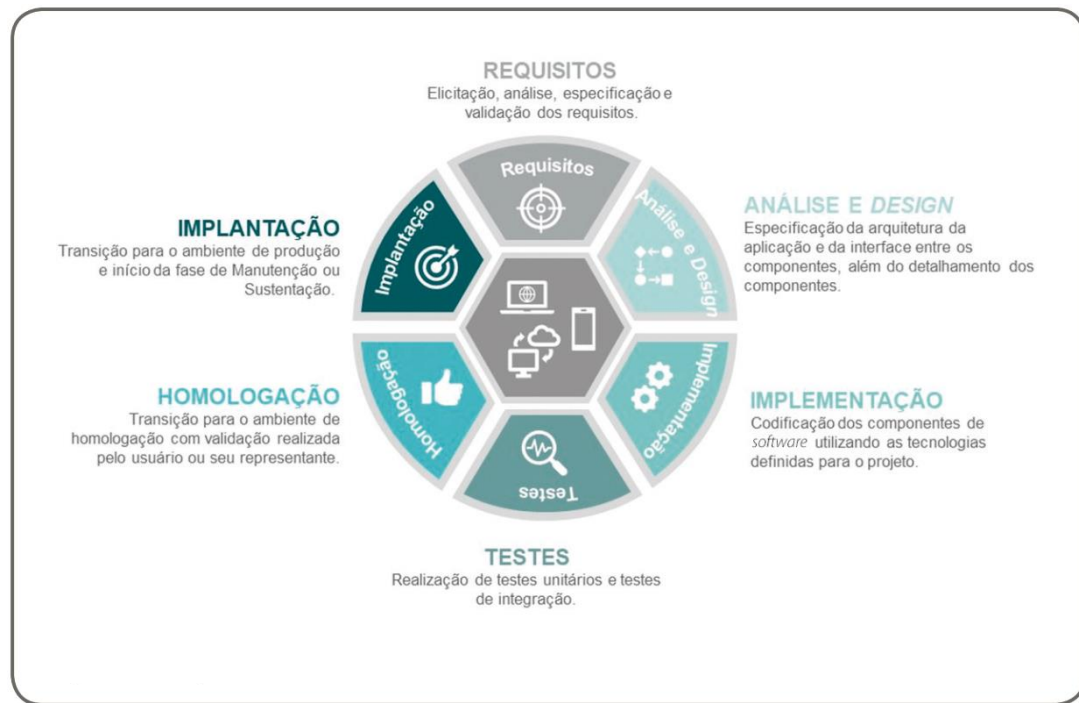 REQUISITOS
Elicitação, análise, especificação e
validação dos requisitos.
Requisitos
Análise e Design
ANÁLISE E DESIGN
Especificação da arquitetura da
aplicação e da interface entre os
componentes, além do detalhamento dos
componentes.
Implementação
IMPLEMENTAÇÃO
Codificação dos componentes de
software utilizando as tecnologias
definidas para o projeto.
Testes
TESTES
Realização de testes unitários e testes
de integração.
Homologação
HOMOLOGAÇÃO
Transição para o ambiente de
homologação com validação realizada
pelo usuário ou seu representante.
Implantação
IMPLANTAÇÃO
Transição para o ambiente de produção
e início da fase de Manutenção ou
Sustentação.